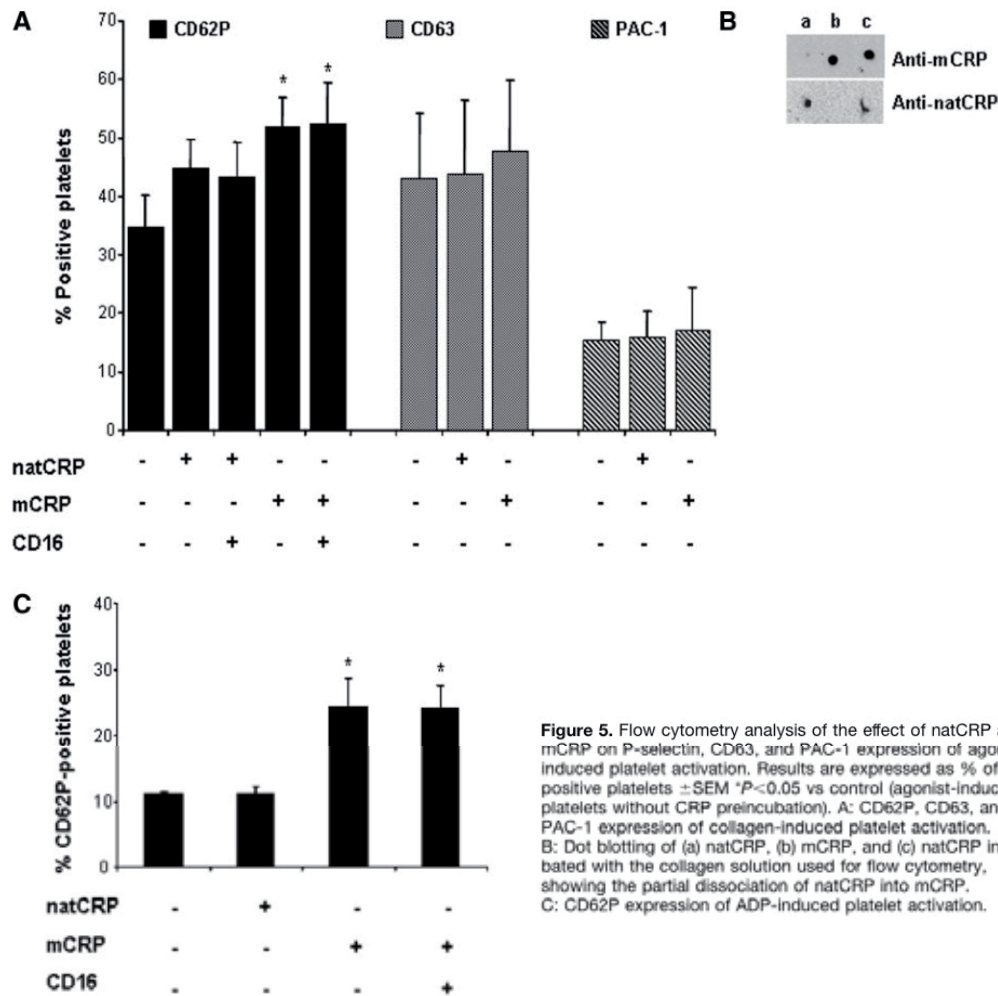 A
70
CD62P
CD63
PAC-1
60
50
40
30
20
10
0
% Positive platelets
* *
natCRP - + + - - - + - - + -
mCRP - - - + + - - + - - +
CD16 - - + - + - - - - - -
B
a b c
Anti-mCRP
Anti-natCRP
C
40
30
20
10
0
% CD62P-positive platelets
* *
natCRP - + - -
mCRP - - + +
CD16 - - - +
Figure 5. Flow cytometry analysis of the effect of natCRP
mCRP on P-selectin, CD63, and PAC-1 expression of
induced platelet activation. Results are expressed as % of
positive platelets ±SEM *P<0.05 vs control
platelets without CRP preincubation). A: CD62P, CD63,
PAC-1 expression of collagen-induced platelet activation.
B: Dot blotting of (a) natCRP, (b) mCRP, and (c) natCRP
bated with the collagen solution used for flow cytometry,
showing the partial dissociation of natCRP into mCRP.
C: CD62P expression of ADP-induced platelet activation.